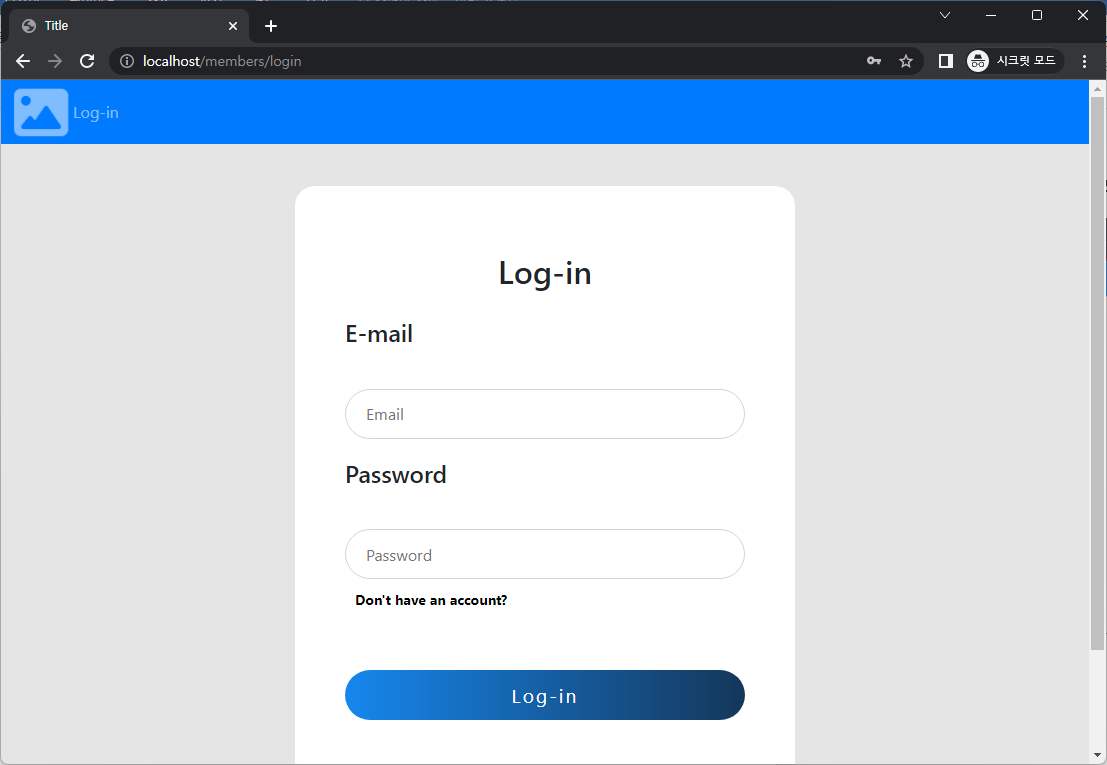 Title
localhost/members/login
시크릿 모드
Log-in
Log-in
E-mail
Email
Password
Password
Don't have an account?
Log-in